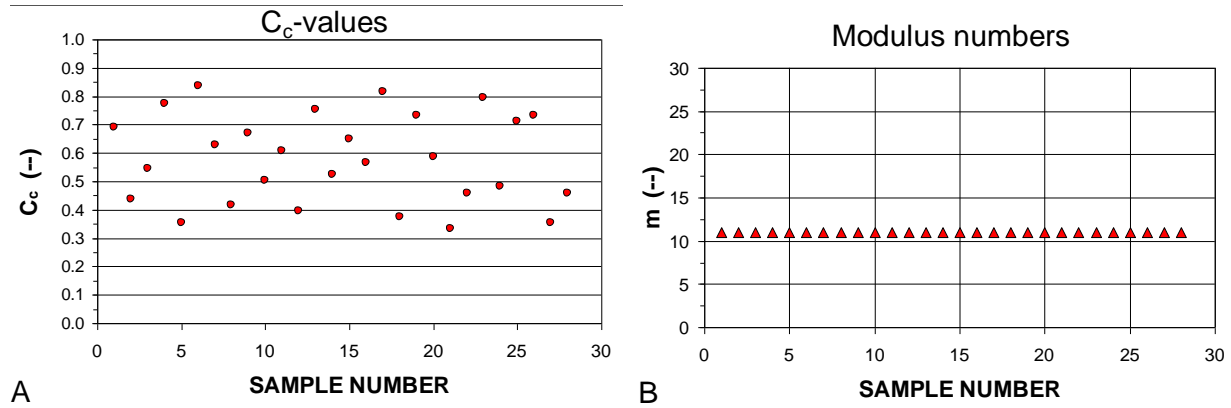 C꜀-values
1.0
0.9
0.8
0.7
0.6
0.5
0.4
0.3
0.2
0.1
0.0
C꜀ (--)
0 5 10 15 20 25 30
SAMPLE NUMBER
A
Modulus numbers
30
25
20
15
10
5
0
m (--)
0 5 10 15 20 25 30
SAMPLE NUMBER
B